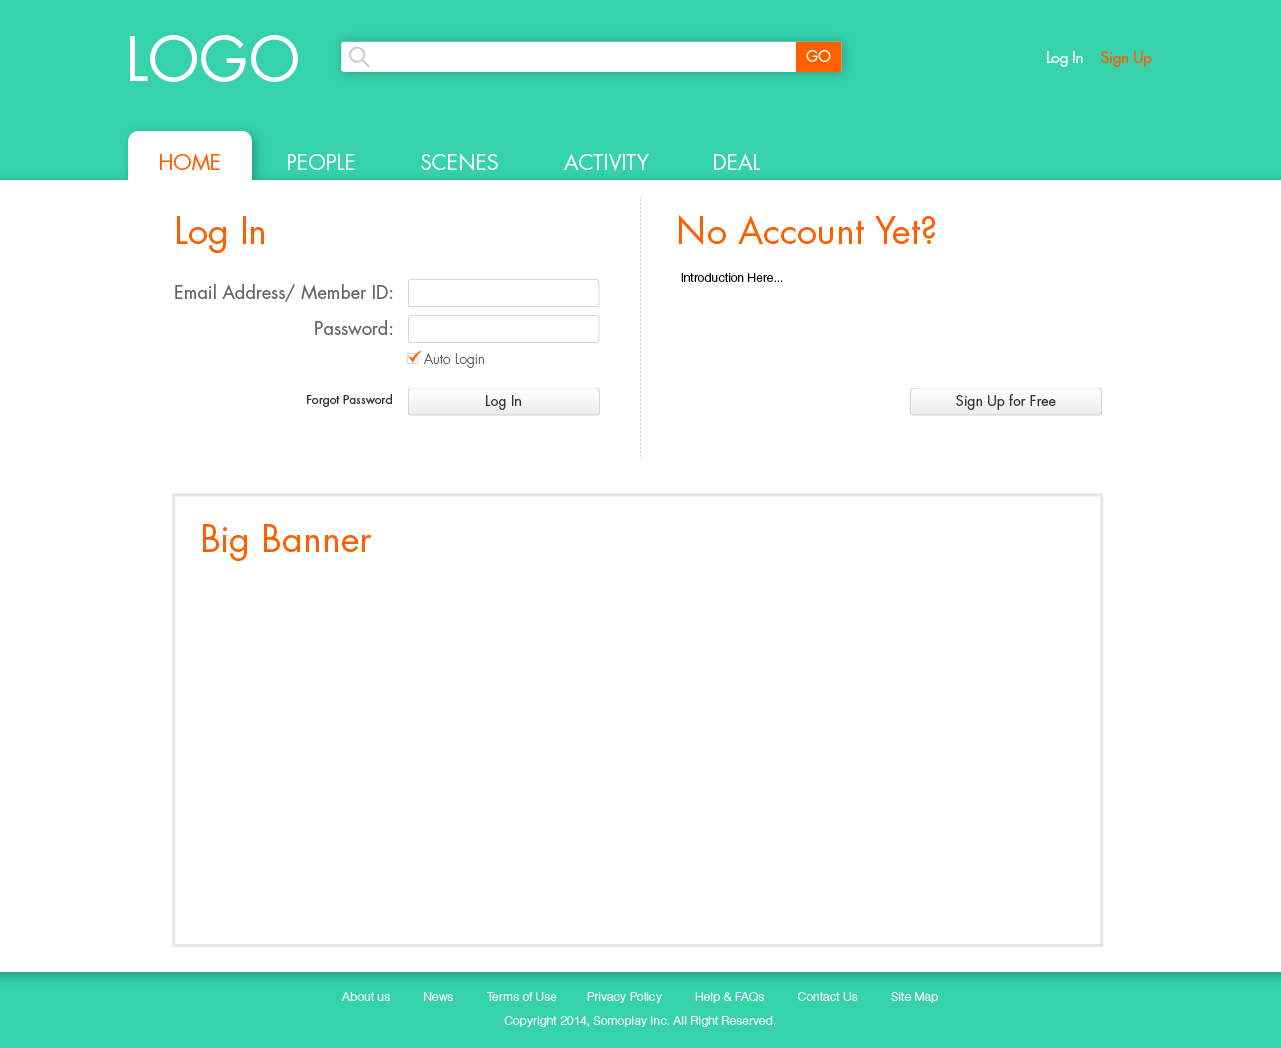 LOGO
GO
Log In Sign Up
HOME PEOPLE SCENES ACTIVITY DEAL
Log In
Email Address/ Member ID:
Password:
Auto Login
Forgot Password
Log In
No Account Yet?
Introduction Here...
Sign Up for Free
Big Banner
About us News Terms of Use Privacy Policy Help & FAQs Contact Us Site Map
Copyright 2014, Somoplay Inc. All Right Reserved.